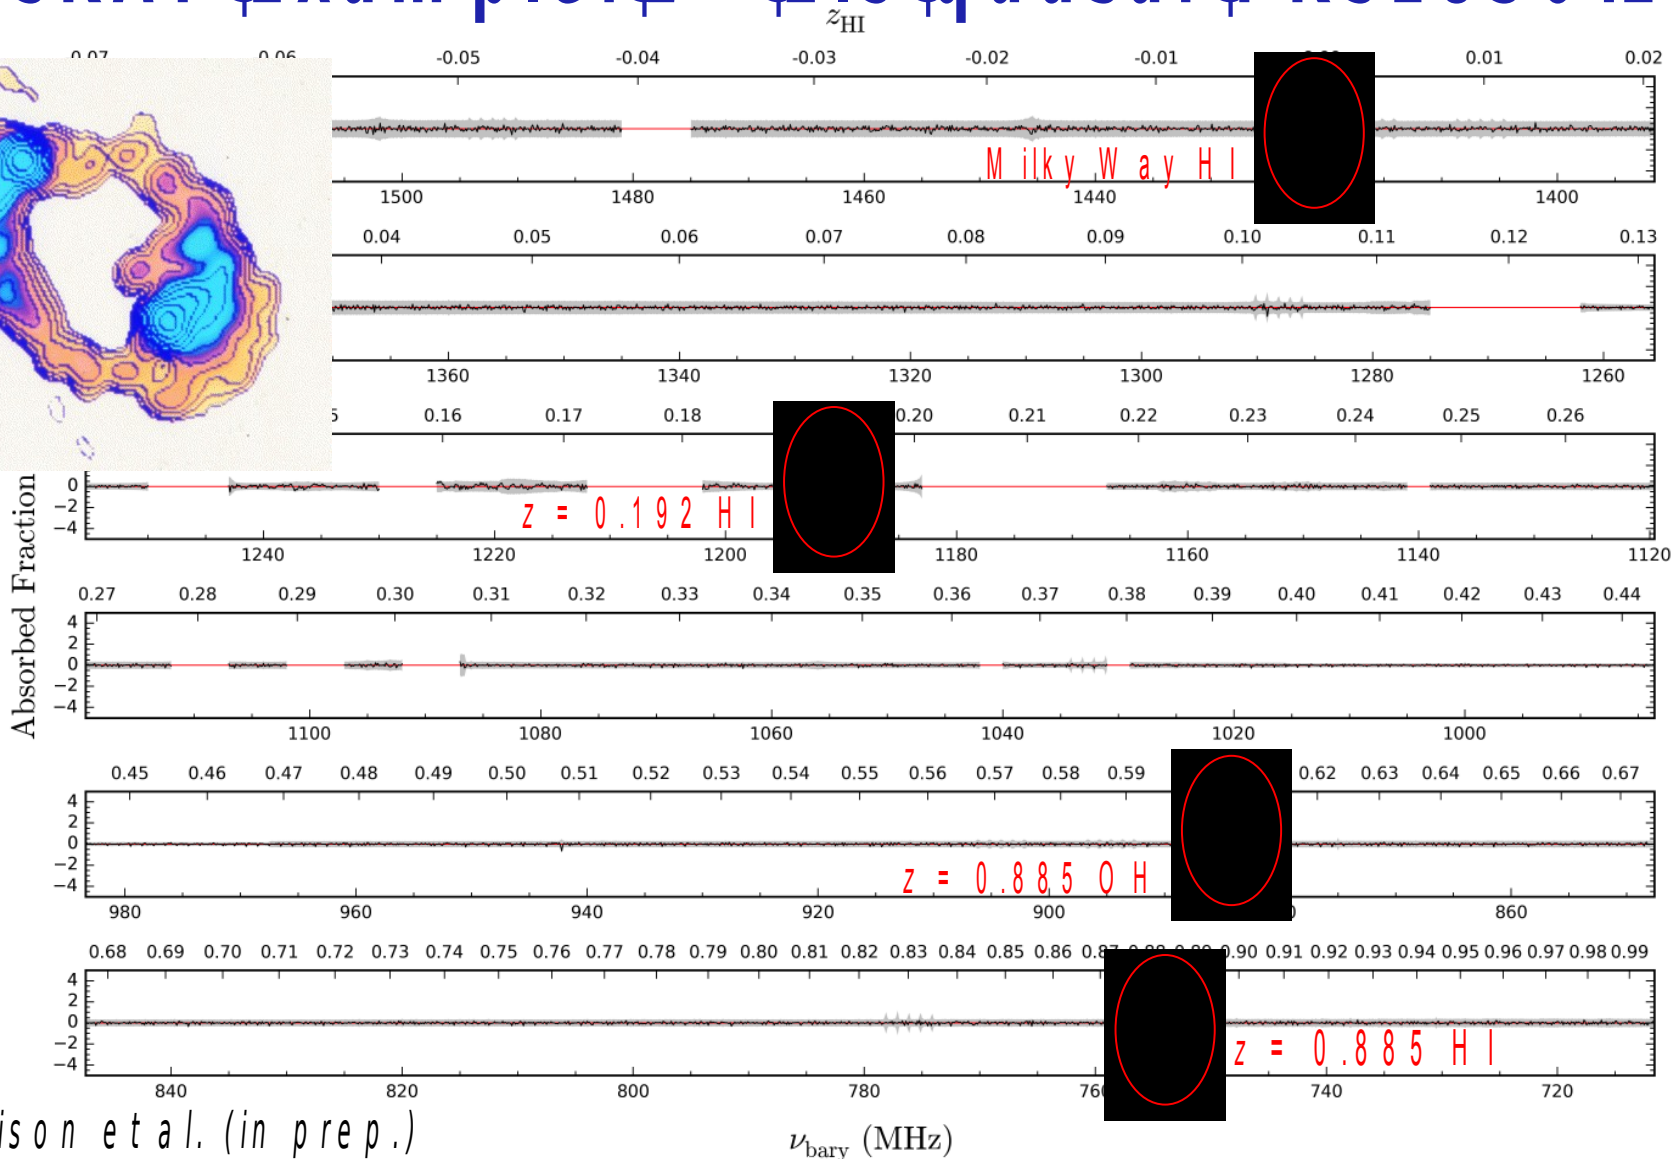 z_HI
-0.05 -0.04 -0.03 -0.02 -0.01 0.01 0.02
Milky Way HI
1500 1480 1460 1440 1400
0.04 0.05 0.06 0.07 0.08 0.09 0.10 0.11 0.12 0.13
1360 1340 1320 1300 1280 1260
0.16 0.17 0.18 0.20 0.21 0.22 0.23 0.24 0.25 0.26
0
−2
−4
z = 0.192 HI
1240 1220 1200 1180 1160 1140 1120
Absorbed Fraction
0.27 0.28 0.29 0.30 0.31 0.32 0.33 0.34 0.35 0.36 0.37 0.38 0.39 0.40 0.41 0.42 0.43 0.44
4
2
0
−2
−4
1100 1080 1060 1040 1020 1000
0.45 0.46 0.47 0.48 0.49 0.50 0.51 0.52 0.53 0.54 0.55 0.56 0.57 0.58 0.59 0.62 0.63 0.64 0.65 0.66 0.67
4
2
0
−2
−4
z = 0.885 OH
980 960 940 920 900 860
0.68 0.69 0.70 0.71 0.72 0.73 0.74 0.75 0.76 0.77 0.78 0.79 0.80 0.81 0.82 0.83 0.84 0.85 0.86 0.90 0.91 0.92 0.93 0.94 0.95 0.96 0.97 0.98 0.99
4
2
0
−2
−4
z = 0.885 HI
840 820 800 780 740 720
et al. (in prep.)
ν_bary (MHz)